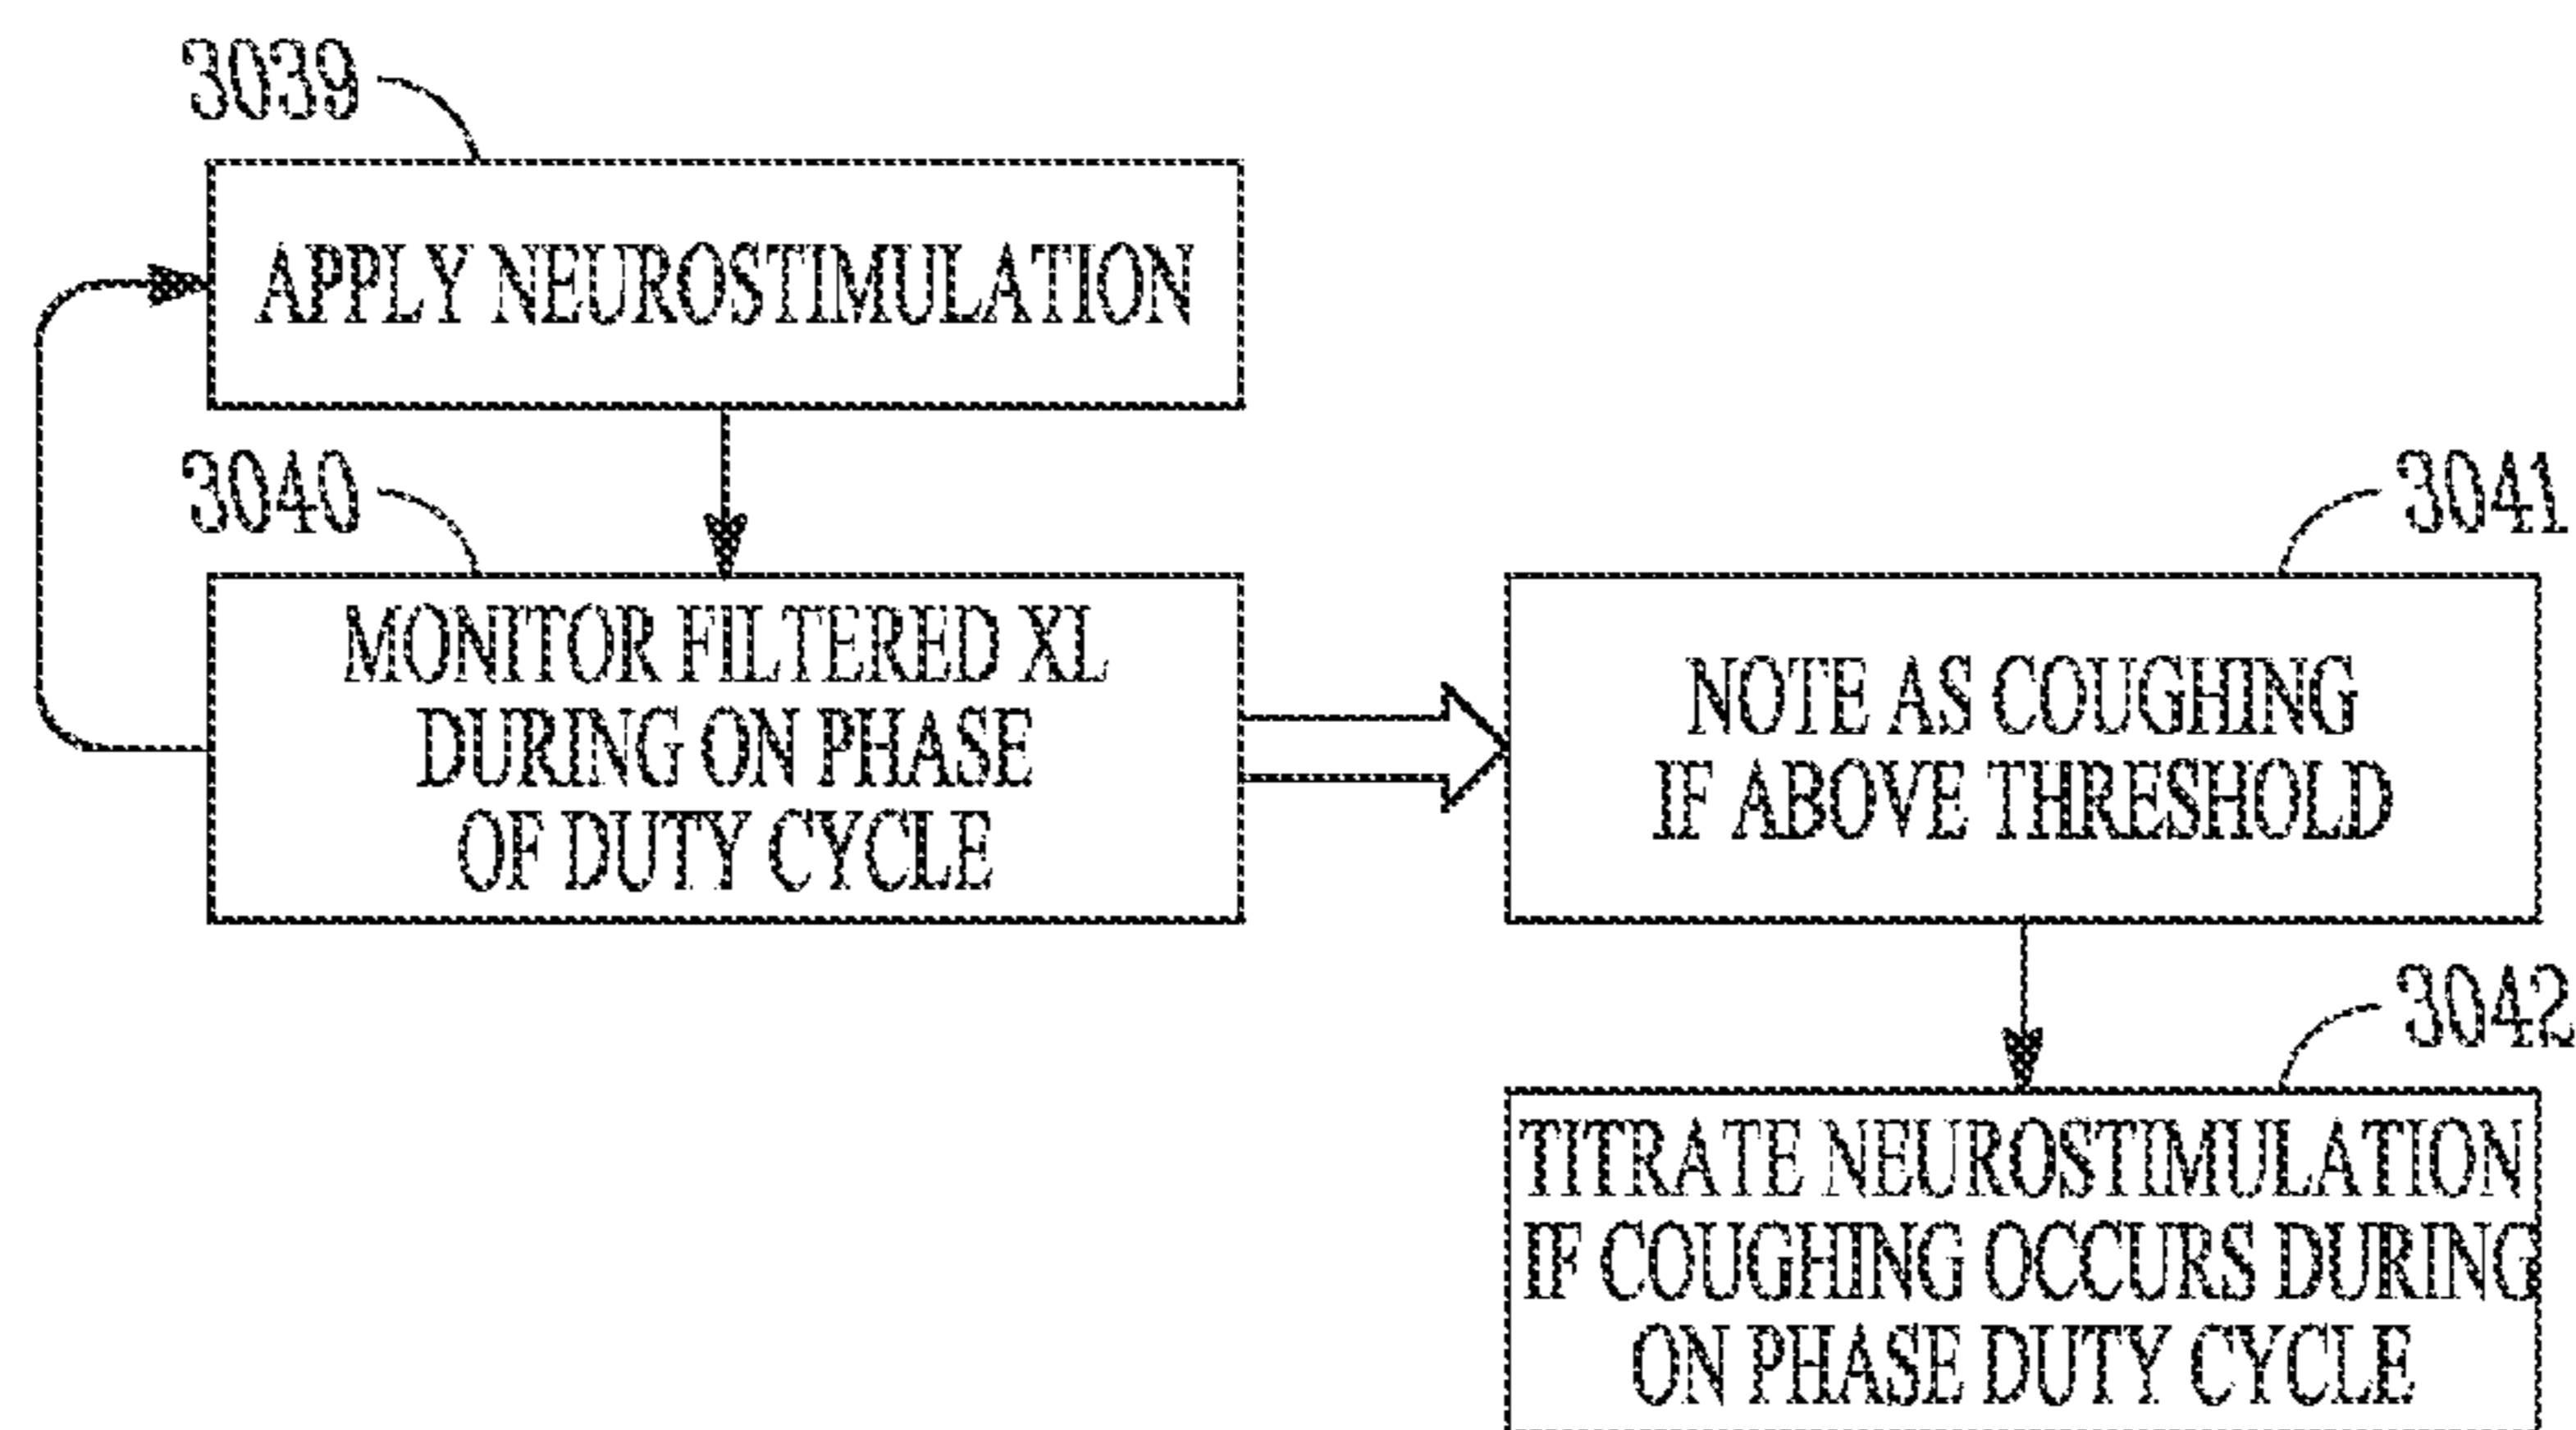 3039
APPLY NEUROSTIMULATION
3040
MONITOR FILTERED XL
DURING ON PHASE
OF DUTY CYCLE
3041
NOTE AS COUGHING
IF ABOVE THRESHOLD
3042
TITRATE NEUROSTIMULATION
IF COUGHING OCCURS DURING
ON PHASE DUTY CYCLE